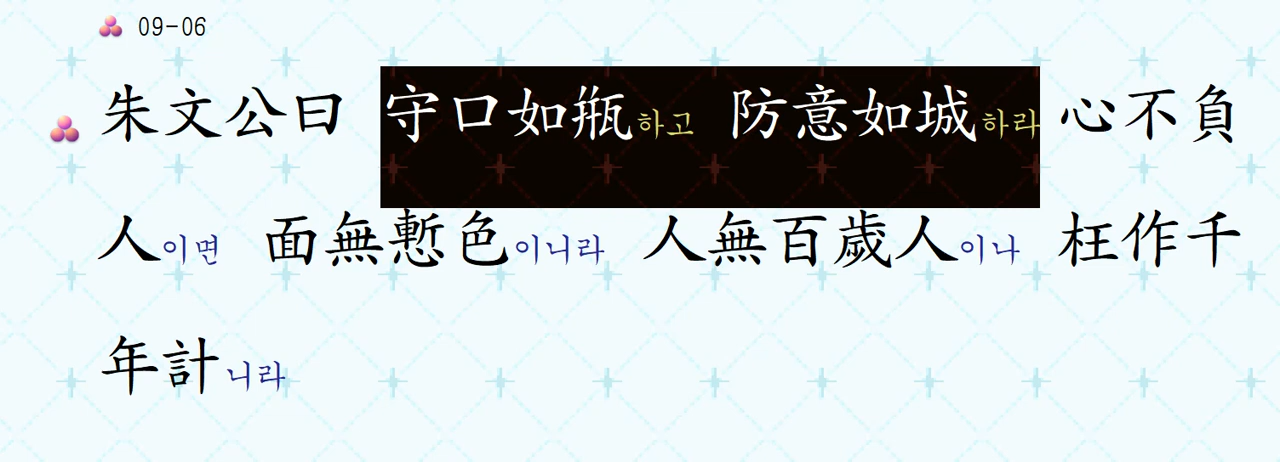 09-06
朱文公曰 守口如甁하고 防意如城하라 心不負
人이면 面無慙色이니라 人無百歲人이나 枉作千
年計니라